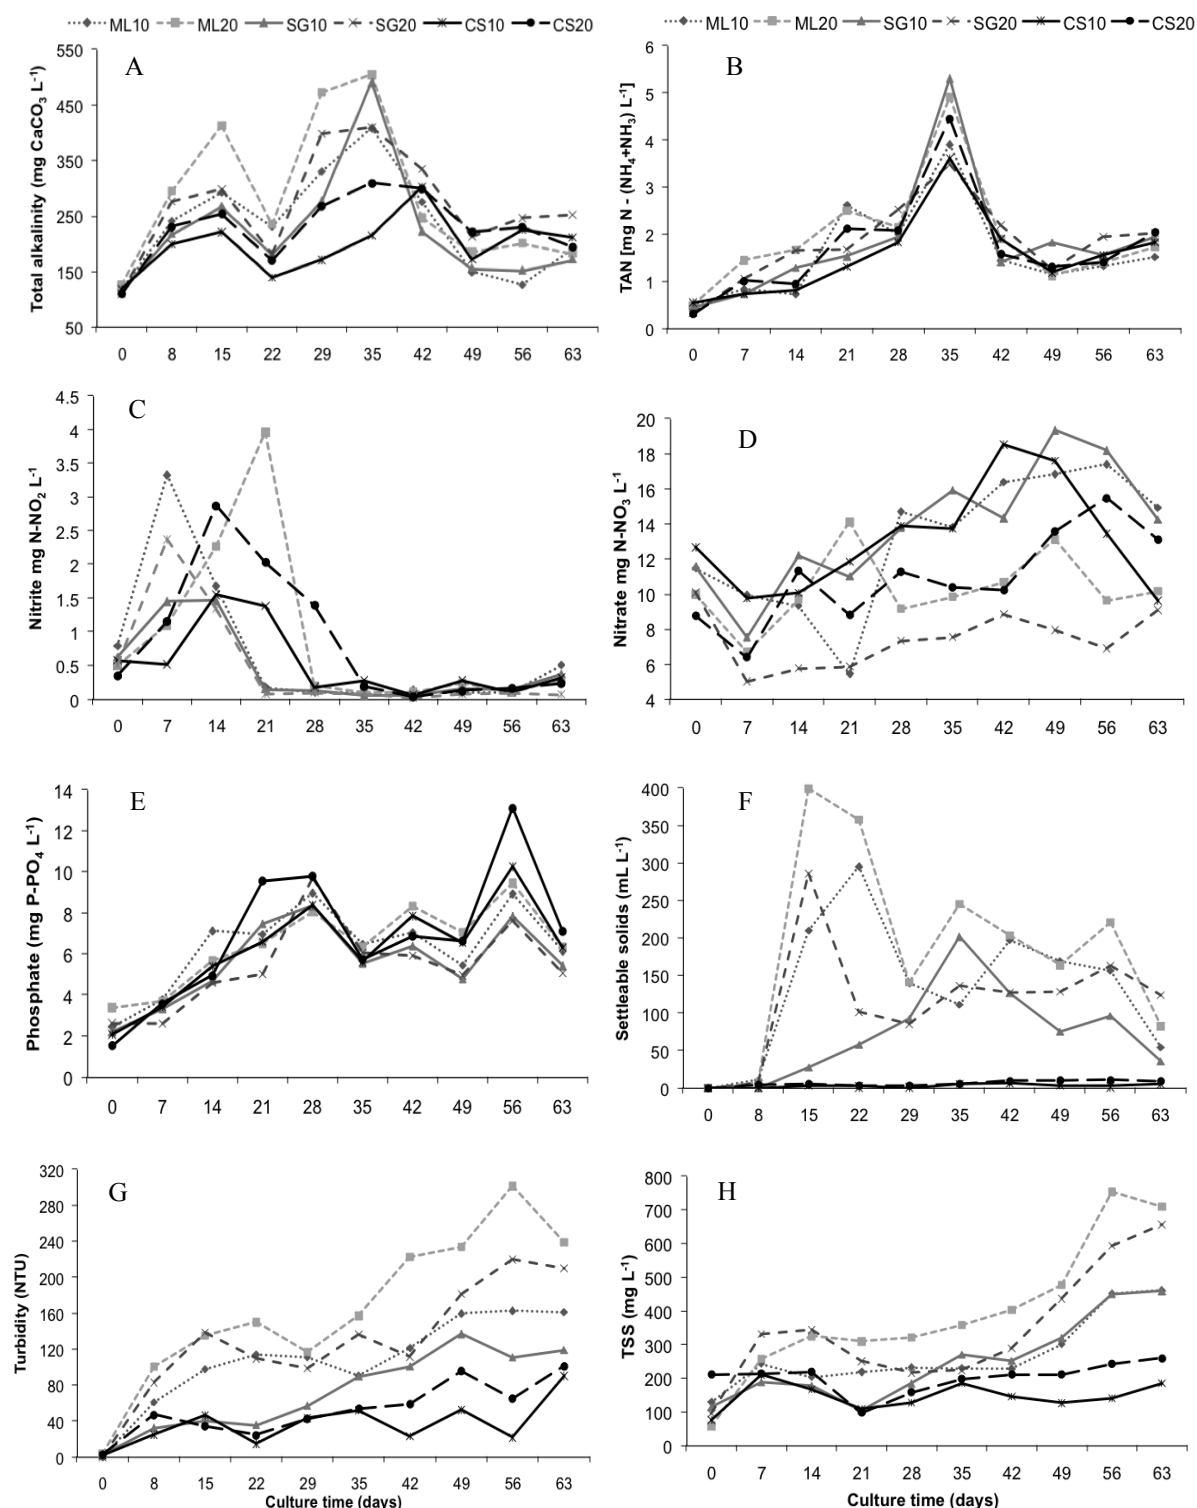 ML10 ML20 SG10 SG20 CS10 CS20
ML10 ML20 SG10 SG20 CS10 CS20
A
Total alkalinity (mg CaCO3 L-1)
550
450
350
250
150
50
0 8 15 22 29 35 42 49 56 63
B
TAN [mg N - (NH4+NH3) L-1]
6
5
4
3
2
1
0
0 7 14 21 28 35 42 49 56 63
C
Nitrite mg N-NO2 L-1
4.5
4
3.5
3
2.5
2
1.5
1
0.5
0
0 7 14 21 28 35 42 49 56 63
D
Nitrate mg N-NO3 L-1
20
18
16
14
12
10
8
6
4
0 7 14 21 28 35 42 49 56 63
E
Phosphate (mg P-PO4 L-1)
14
12
10
8
6
4
2
0
0 7 14 21 28 35 42 49 56 63
F
Settleable solids (mL L-1)
400
350
300
250
200
150
100
50
0
0 8 15 22 29 35 42 49 56 63
G
Turbidity (NTU)
320
280
240
200
160
120
80
40
0
0 8 15 22 29 35 42 49 56 63
Culture time (days)
H
TSS (mg L-1)
800
700
600
500
400
300
200
100
0
0 7 14 21 28 35 42 49 56 63
Culture time (days)